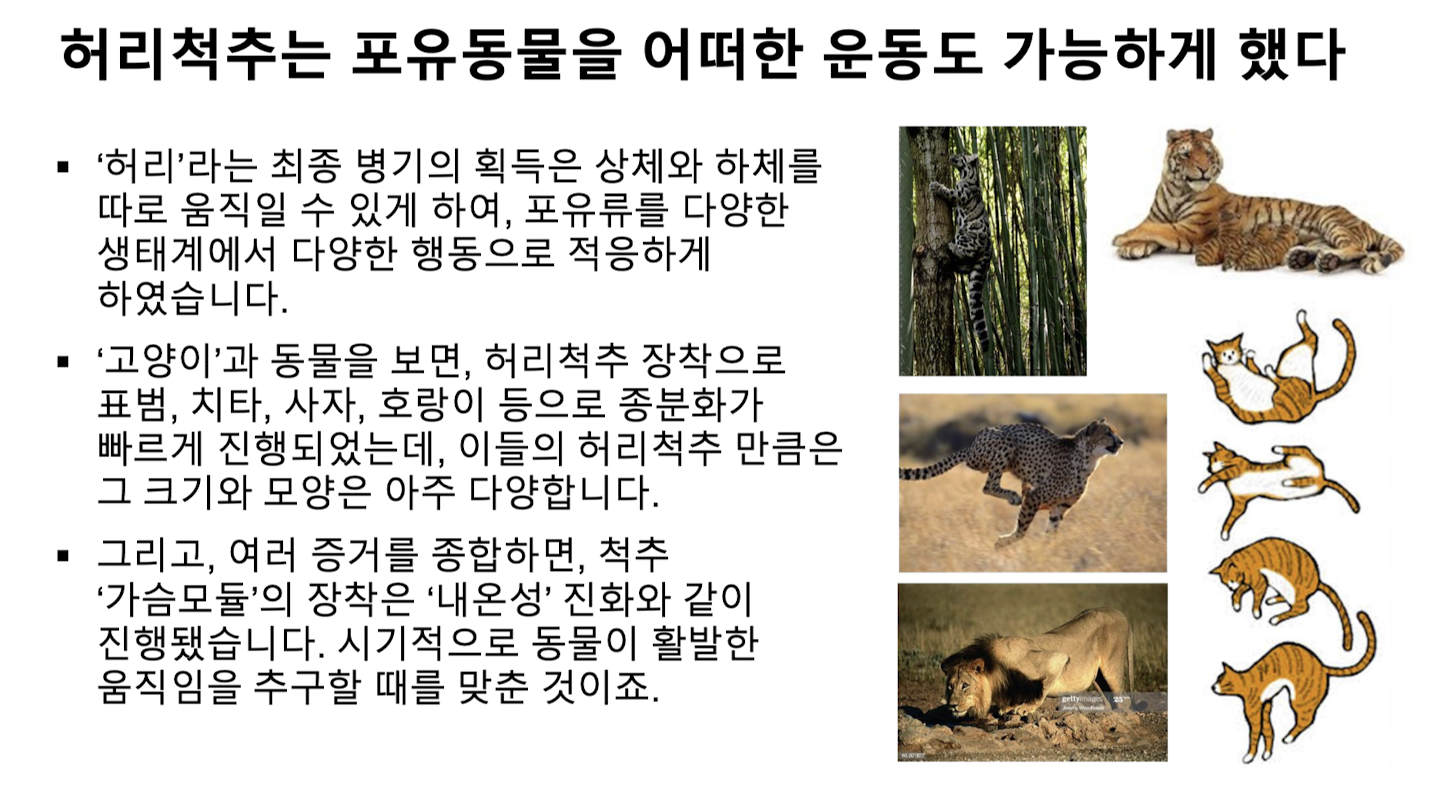 허리척추는 포유동물을 어떠한 운동도 가능하게 했다
▪ ‘허리’라는 최종 병기의 획득은 상체와 하체를
따로 움직일 수 있게 하여, 포유류를 다양한
생태계에서 다양한 행동으로 적응하게
하였습니다.
▪ ‘고양이’과 동물을 보면, 허리척추 장착으로
표범, 치타, 사자, 호랑이 등으로 종분화가
빠르게 진행되었는데, 이들의 허리척추 만큼은
그 크기와 모양은 아주 다양합니다.
▪ 그리고, 여러 증거를 종합하면, 척추
‘가슴모듈’의 장착은 ‘내온성’ 진화와 같이
진행됐습니다. 시기적으로 동물이 활발한
움직임을 추구할 때를 맞춘 것이죠.
gettyimages